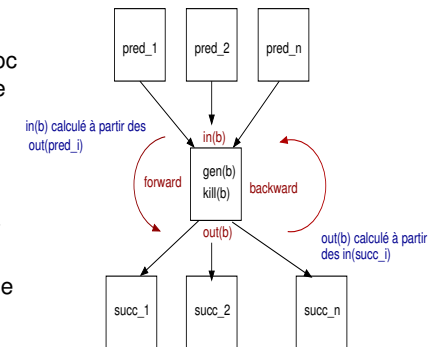 pred_1 pred_2 pred_n
oc
e
in(b) calculé à partir des
out(pred_i)
in(b)
gen(b)
kill(b)
forward
backward
out(b)
out(b) calculé à partir
des in(succ_i)
e
succ_1 succ_2 succ_n